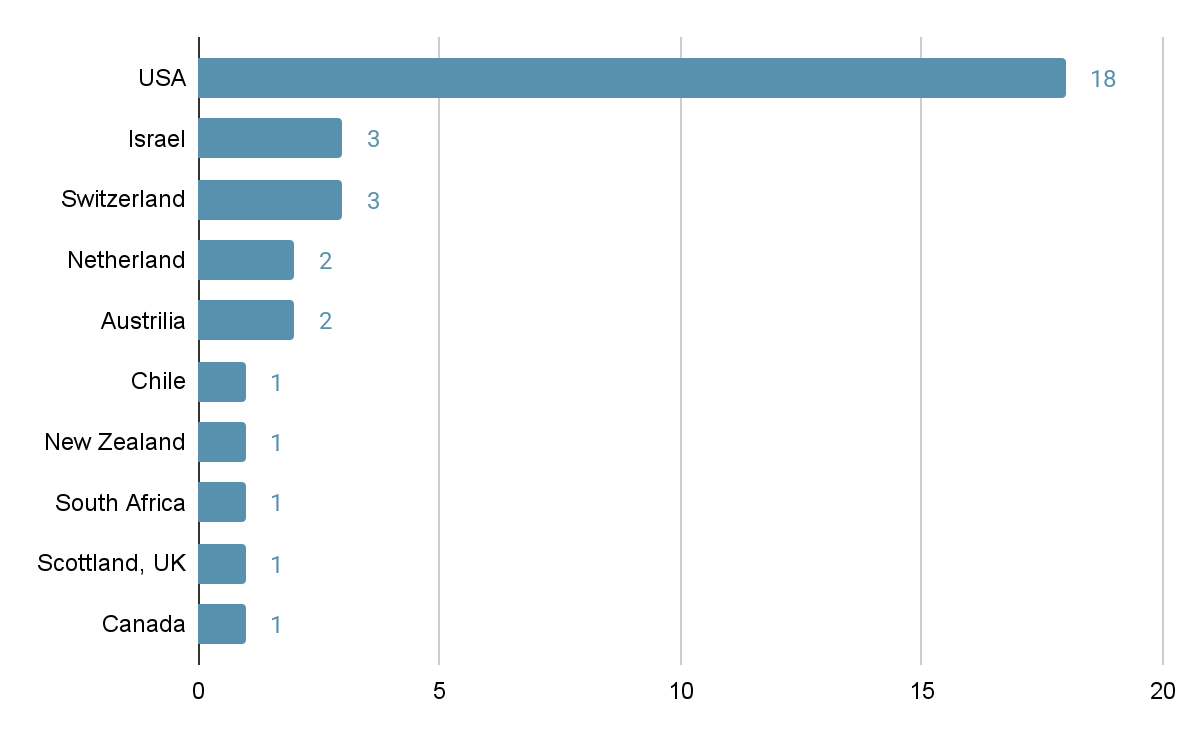 USA 18
Israel 3
Switzerland 3
Netherland 2
Austrilia 2
Chile 1
New Zealand 1
South Africa 1
Scottland, UK 1
Canada 1
0 5 10 15 20